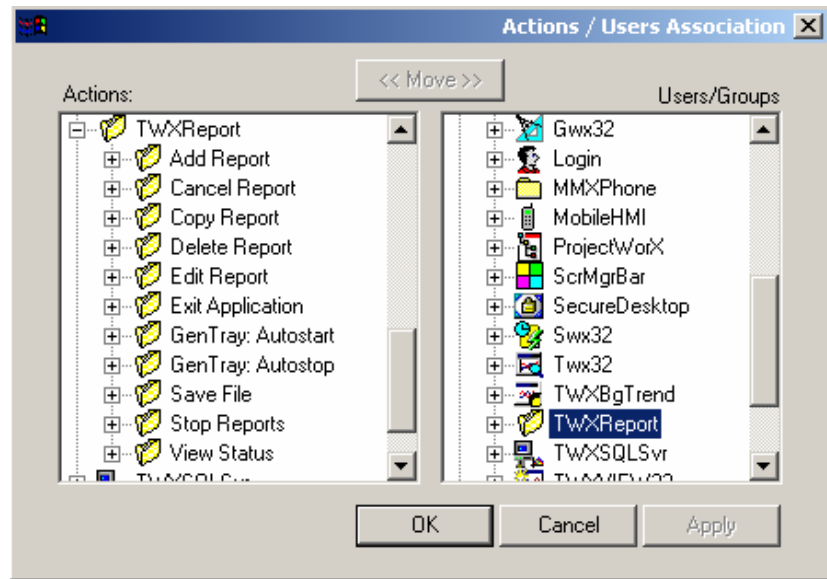 Actions / Users Association
<< Move >>
Actions:
Users/Groups
TWXReport
Add Report
Cancel Report
Copy Report
Delete Report
Edit Report
Exit Application
GenTray: Autostart
GenTray: Autostop
Save File
Stop Reports
View Status
Gwx32
Login
MMXPhone
MobileHMI
ProjectWorX
ScrMgrBar
SecureDesktop
Swx32
Twx32
TWXBgTrend
TWXReport
TWXSQLSvr
OK
Cancel
Apply